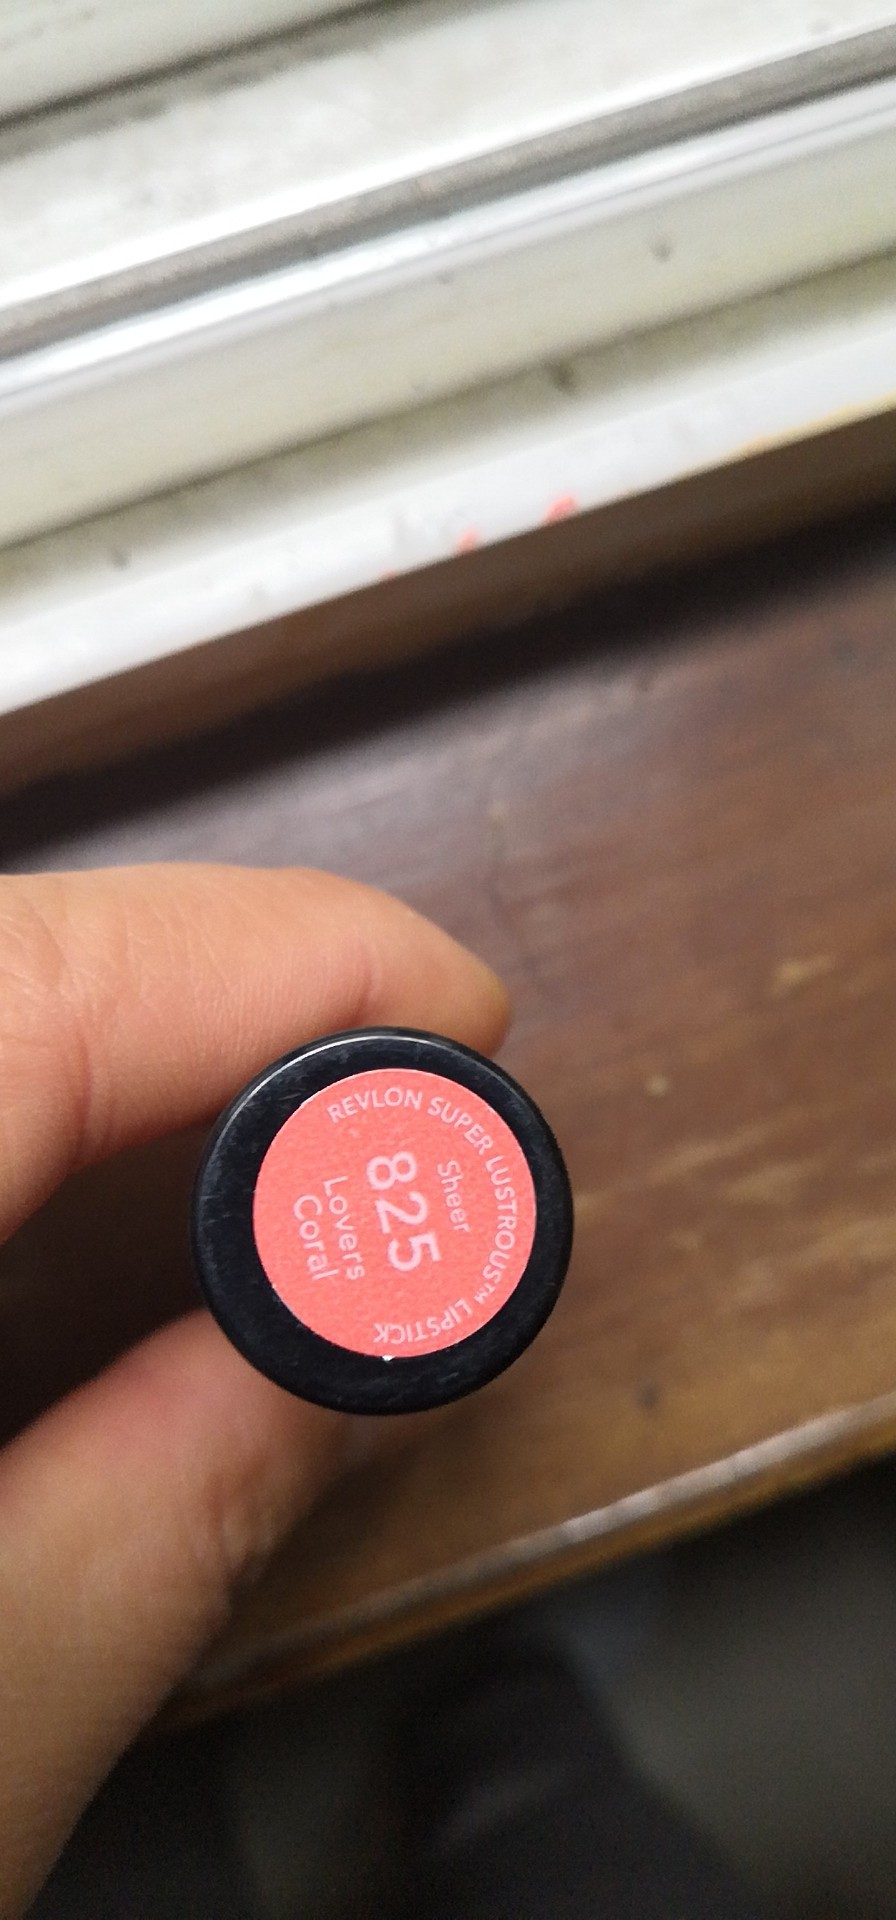 REVLON SUPER LUSTROUS™ LIPSTICK
Sheer
825
Lovers
Coral